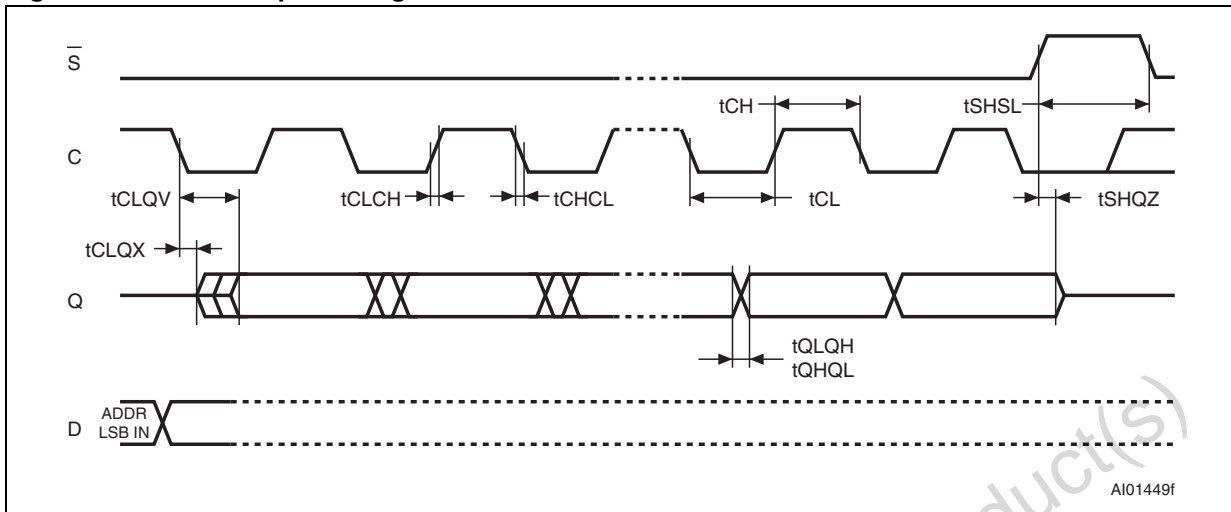 S
tCH
tSHSL
C
tCLQV
tCLCH
tCHCL
tCL
tSHQZ
tCLQX
Q
tQLQH
tQHQL
ADDR
D LSB IN
AI01449f